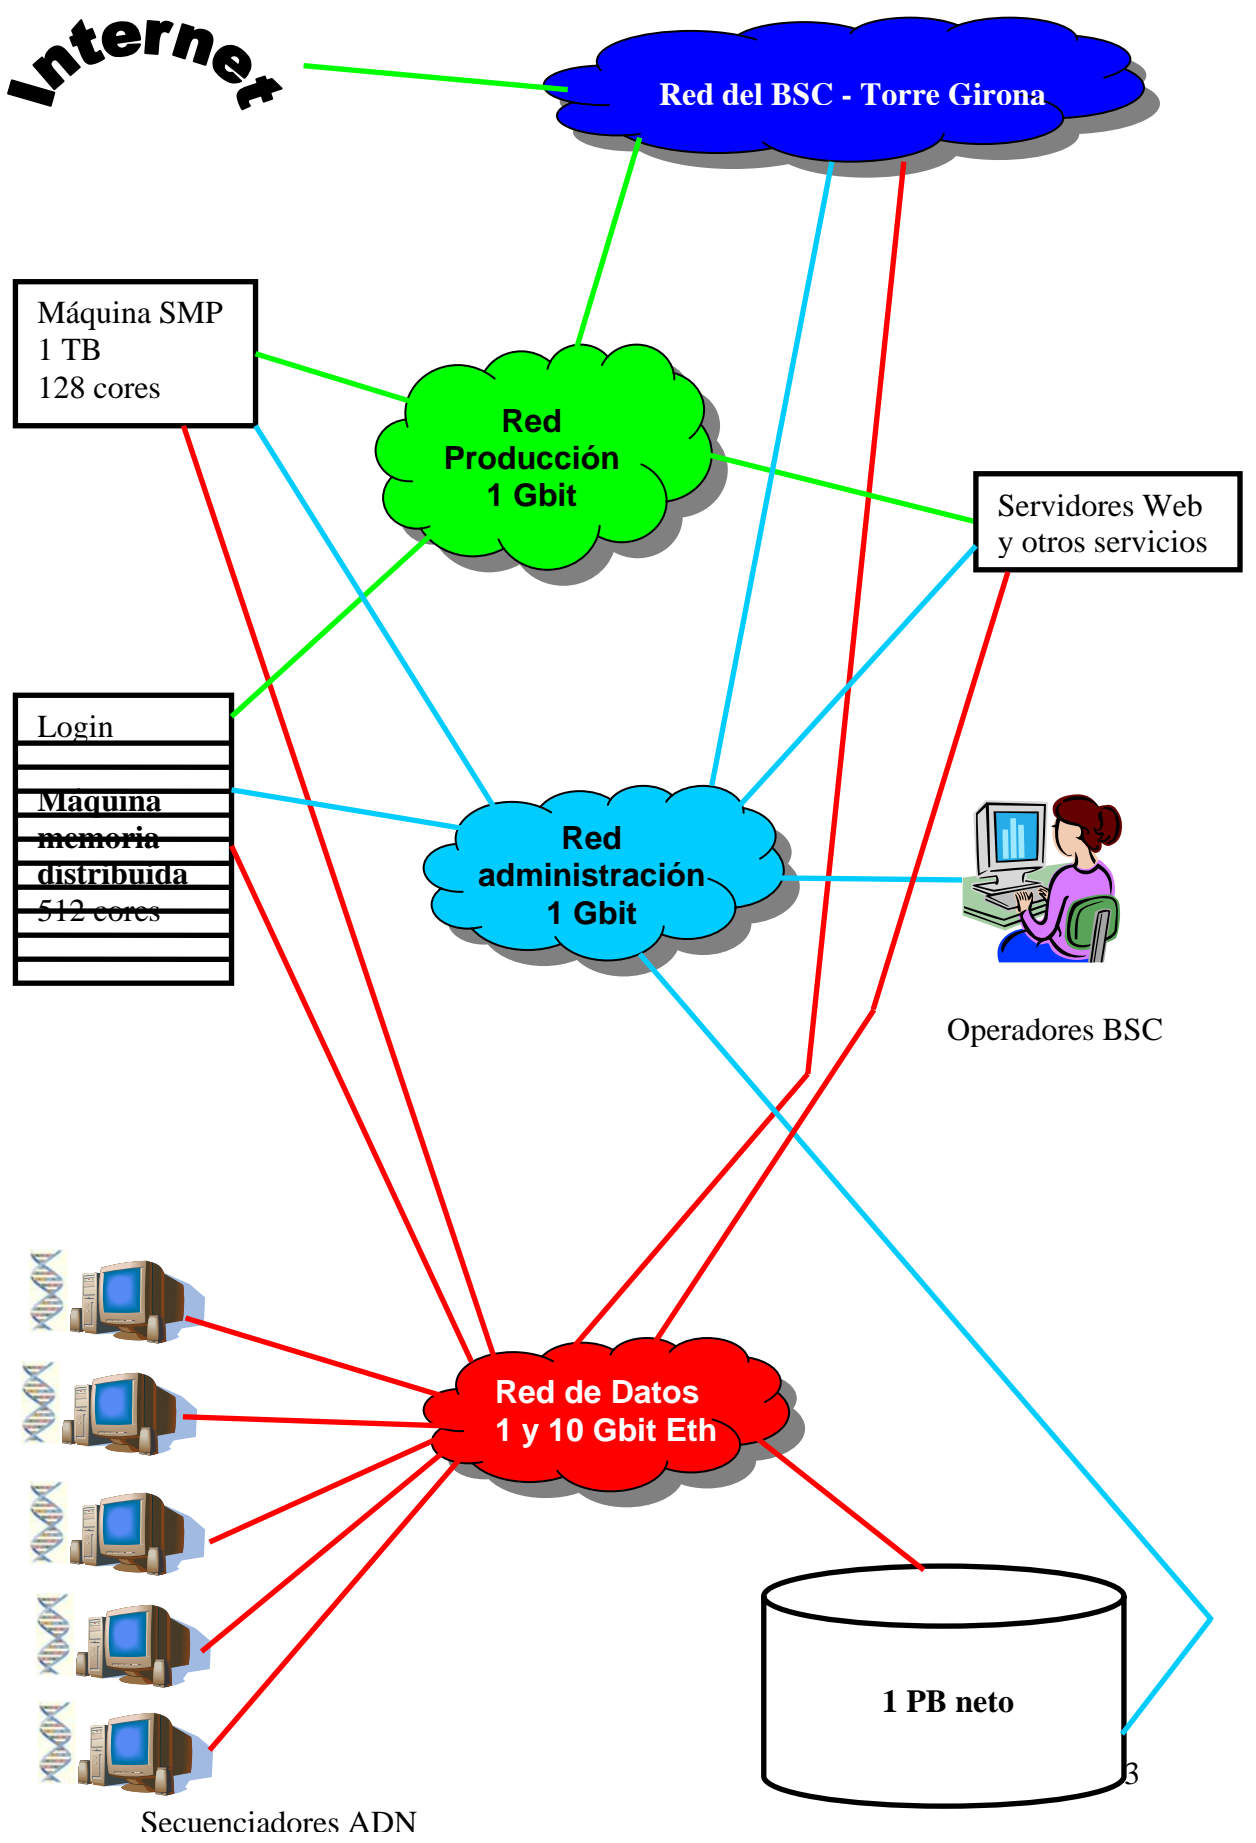 Internet
Red del BSC - Torre Girona
Máquina SMP
1 TB
128 cores
Red
Producción
1 Gbit
Servidores Web
y otros servicios
Login
Máquina
memoria
distribuida
512 cores
Red
administración
1 Gbit
Operadores BSC
Red de Datos
1 y 10 Gbit Eth
1 PB neto
3
Secuenciadores ADN